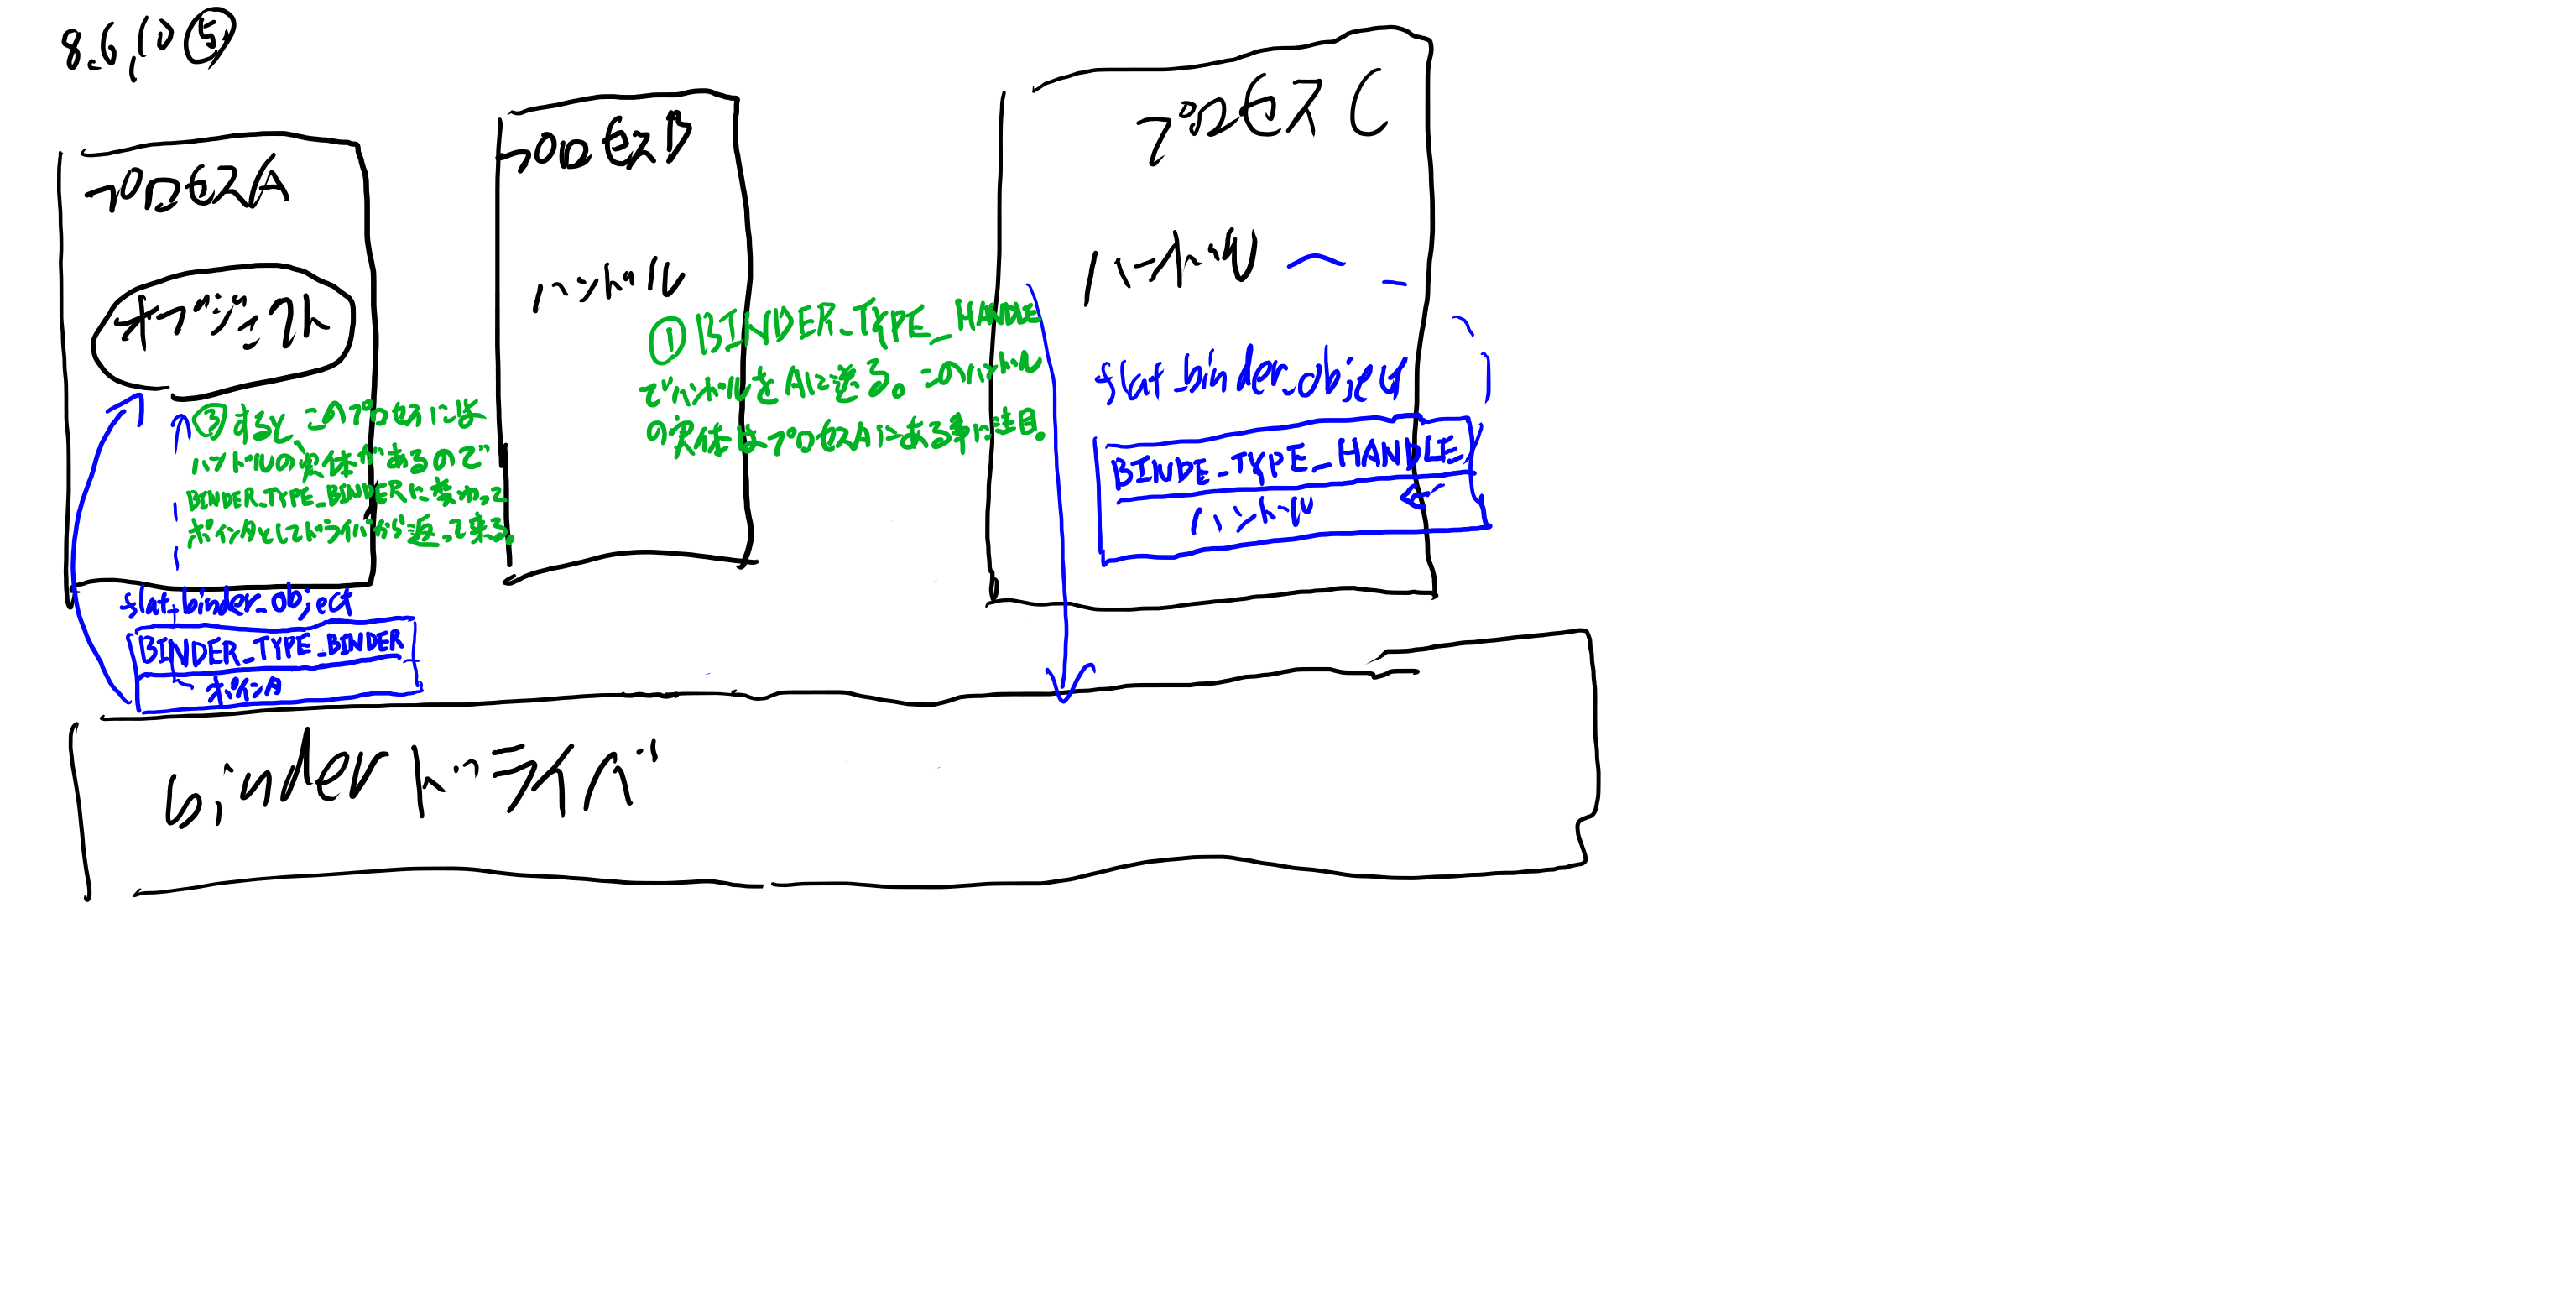 8.6.10 ⑤
プロセスA
オブジェクト
③すると、このプロセスには
ハンドルの実体があるので
BINDER_TYPE_BINDERに変わって
ポインタとしてドライバから返って来る。
flat_binder_object
BINDER_TYPE_BINDER
ポインタ
プロセスB
ハンドル
①BINDER_TYPE_HANDLE
でハンドルをAに送る。このハンドル
の実体はプロセスAにある事に注目。
プロセスC
ハンドル
flat_binder_object
BINDE_TYPE_HANDLE
ハンドル
binderドライバ